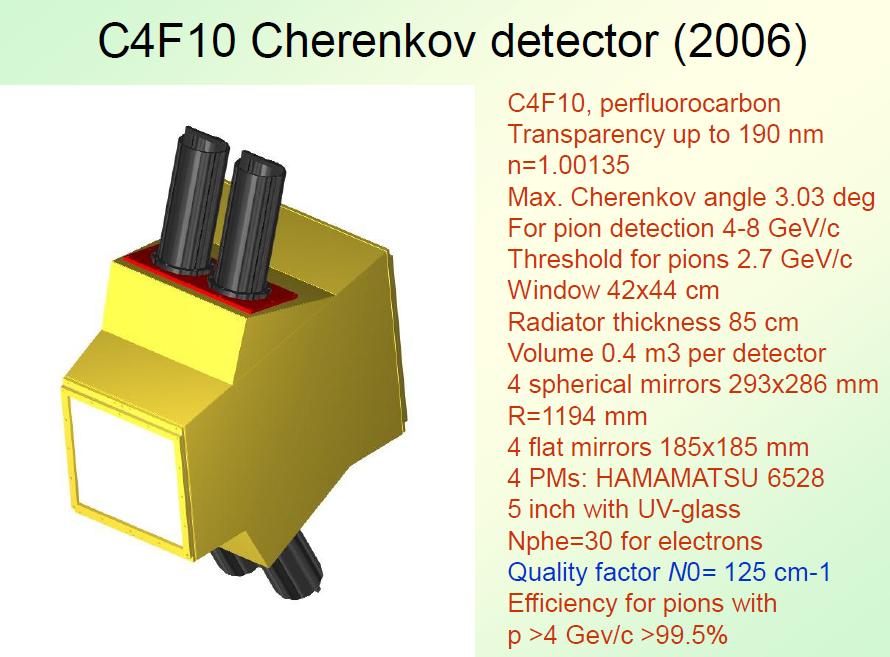 C4F10 Cherenkov detector (2006)
C4F10, perfluorocarbon
Transparency up to 190 nm
n=1.00135
Max. Cherenkov angle 3.03 deg
For pion detection 4-8 GeV/c
Threshold for pions 2.7 GeV/c
Window 42x44 cm
Radiator thickness 85 cm
Volume 0.4 m3 per detector
4 spherical mirrors 293x286 mm
R=1194 mm
4 flat mirrors 185x185 mm
4 PMs: HAMAMATSU 6528
5 inch with UV-glass
Nphe=30 for electrons
Quality factor N0= 125 cm-1
Efficiency for pions with
p >4 Gev/c >99.5%